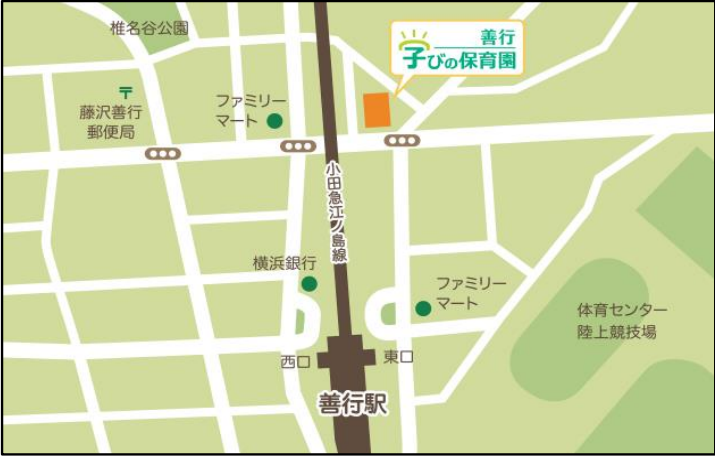 椎名谷公園
善行
子びの保育園
〒
藤沢善行
郵便局
ファミリー
マート
小田急江ノ島線
横浜銀行
ファミリー
マート
体育センター
陸上競技場
西口
東口
善行駅